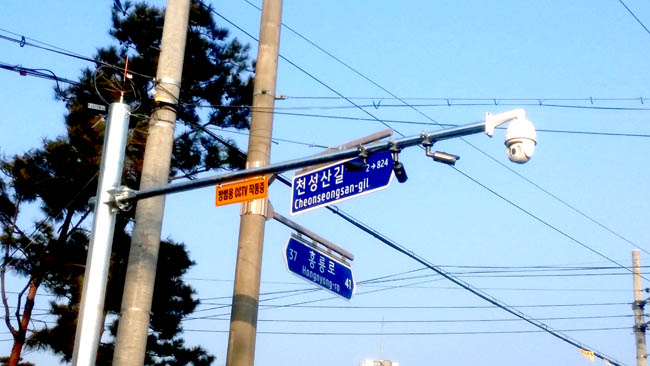 방범용 CCTV 작동중
천성산길 2→824
Cheonseongsan-gil
37 홍룡로 41
Hongnyong-ro